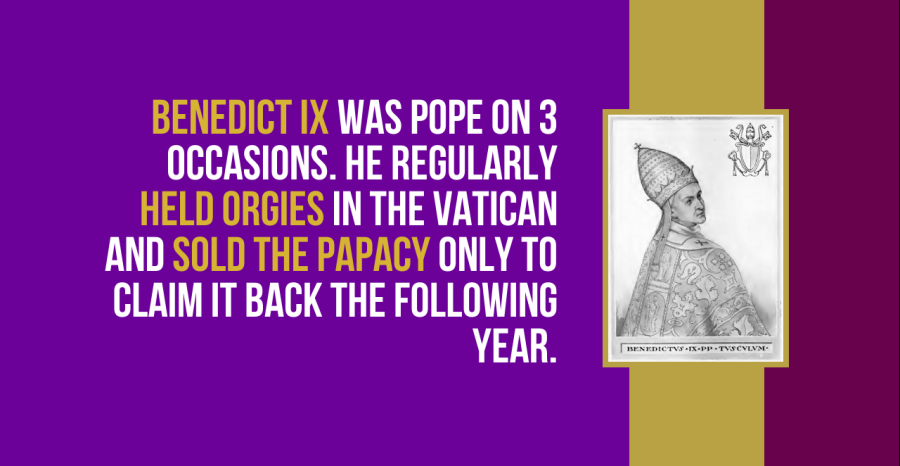 BENEDICT IX WAS POPE ON 3
OCCASIONS. HE REGULARLY
HELD ORGIES IN THE VATICAN
AND SOLD THE PAPACY ONLY TO
CLAIM IT BACK THE FOLLOWING
YEAR.
BENEDICTVS·IX·PP·TVSCVLVM·